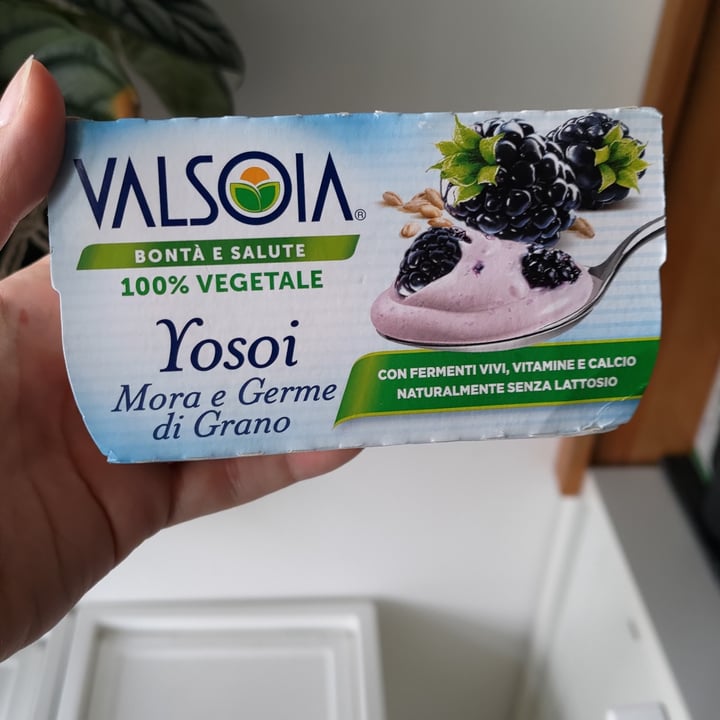 VALSOIA®
BONTÀ E SALUTE
100% VEGETALE
Yosoi
Mora e Germe
di Grano
CON FERMENTI VIVI, VITAMINE E CALCIO
NATURALMENTE SENZA LATTOSIO